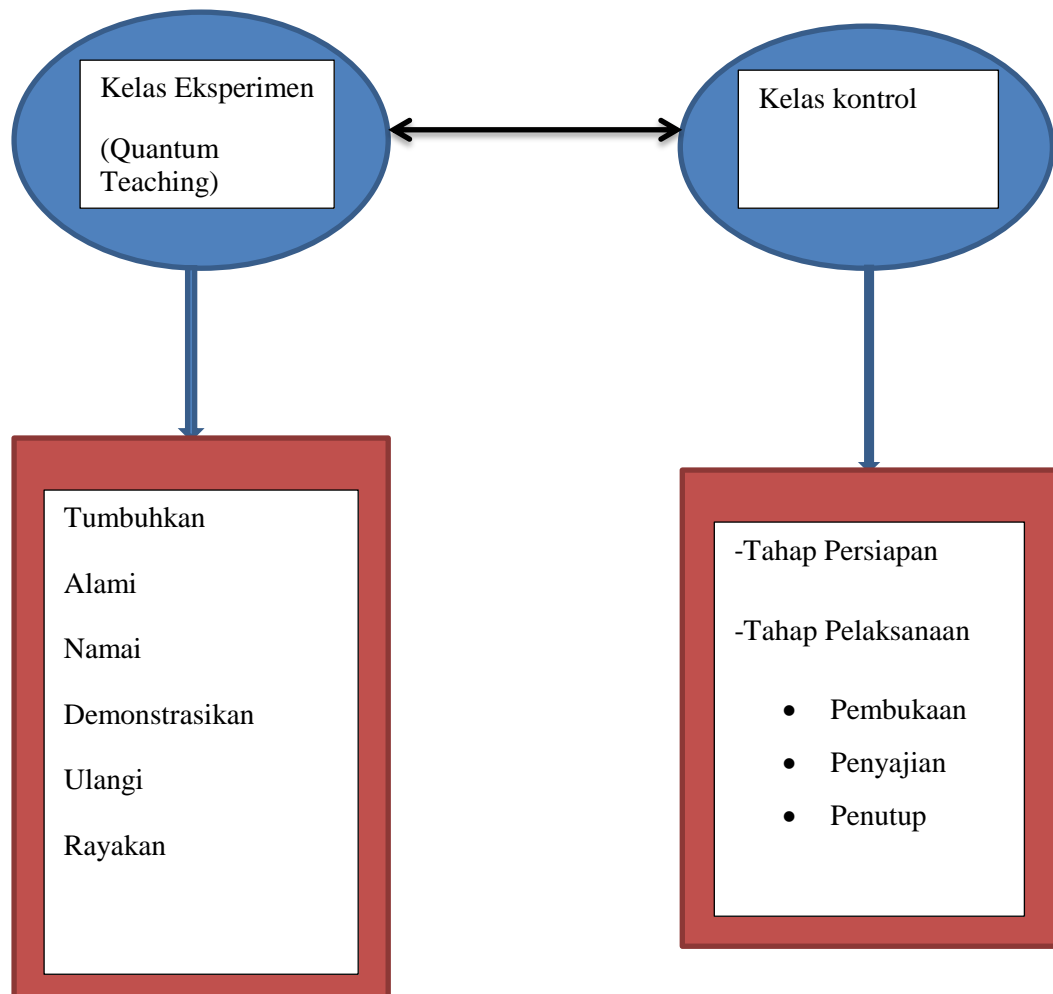 Kelas Eksperimen
(Quantum
Teaching)
Kelas kontrol
Tumbuhkan
Alami
Namai
Demonstrasikan
Ulangi
Rayakan
-Tahap Persiapan
-Tahap Pelaksanaan
• Pembukaan
• Penyajian
• Penutup